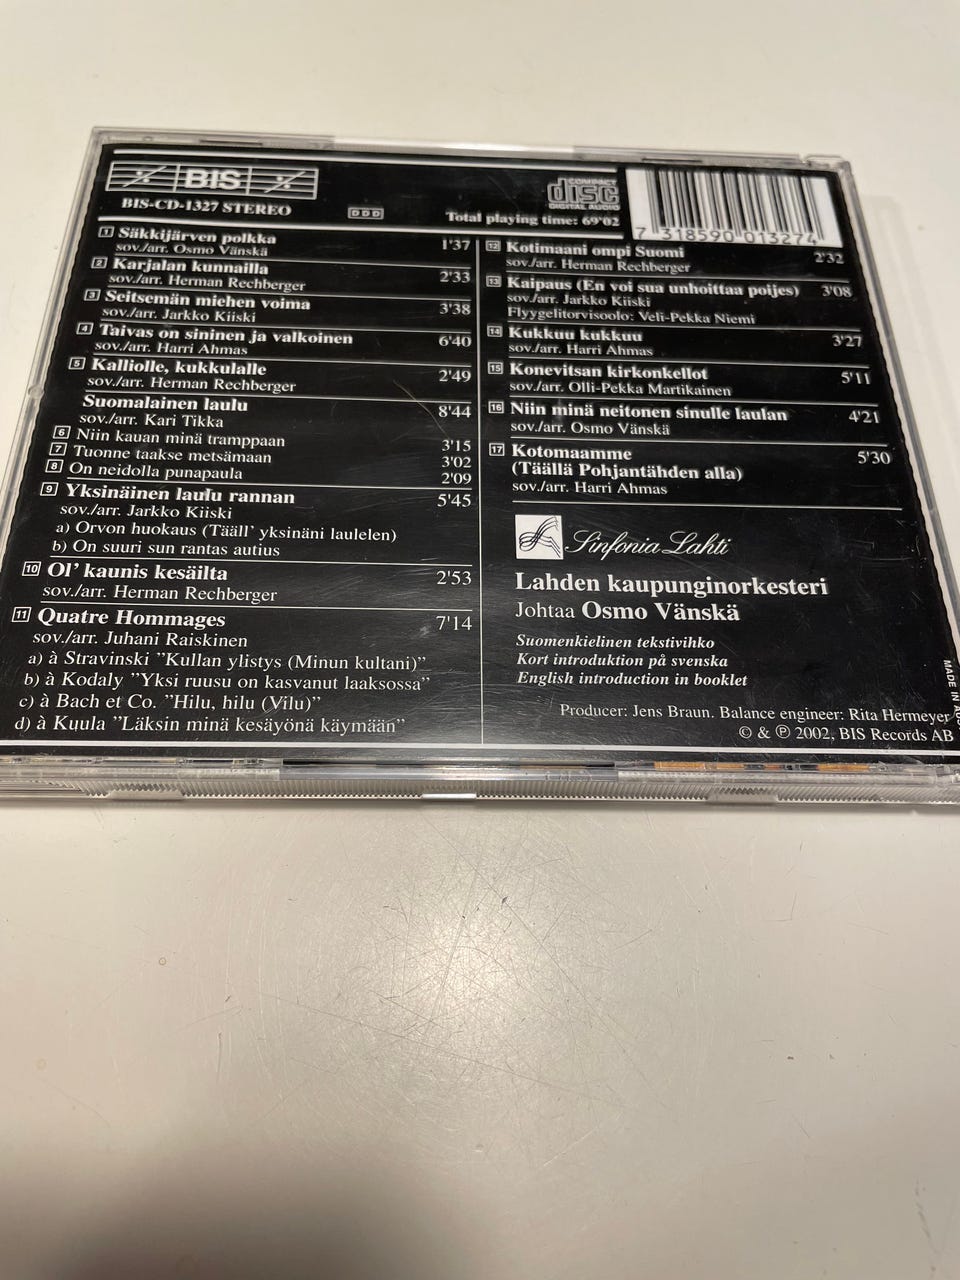 BIS
BIS-CD-1327 STEREO
DDD
COMPACT
disc
DIGITAL AUDIO
Total playing time: 69'02
7 318590 013274
1 Säkkijärven polkka 1'37
sov./arr. Osmo Vänskä
2 Karjalan kunnailla 2'33
sov./arr. Herman Rechberger
3 Seitsemän miehen voima 3'38
sov./arr. Jarkko Kiiski
4 Taivas on sininen ja valkoinen 6'40
sov./arr. Harri Ahmas
5 Kalliolle, kukkulalle 2'49
sov./arr. Herman Rechberger
Suomalainen laulu 8'44
sov./arr. Kari Tikka
6 Niin kauan minä tramppaan 3'15
7 Tuonne taakse metsämaan 3'02
8 On neidolla punapaula 2'09
9 Yksinäinen laulu rannan 5'45
sov./arr. Jarkko Kiiski
a) Orvon huokaus (Tääll' yksinäni laulelen)
b) On suuri sun rantas autius
10 Ol' kaunis kesäilta 2'53
sov./arr. Herman Rechberger
11 Quatre Hommages 7'14
sov./arr. Juhani Raiskinen
a) à Stravinski ”Kullan ylistys (Minun kultani)”
b) à Kodaly ”Yksi ruusu on kasvanut laaksossa”
c) à Bach et Co. ”Hilu, hilu (Vilu)”
d) à Kuula ”Läksin minä kesäyönä käymään”
12 Kotimaani ompi Suomi 2'32
sov./arr. Herman Rechberger
13 Kaipaus (En voi sua unhoittaa poijes) 3'08
sov./arr. Jarkko Kiiski
Flyygelitorvisoolo: Veli-Pekka Niemi
14 Kukkuu kukkuu 3'27
sov./arr. Harri Ahmas
15 Konevitsan kirkonkellot 5'11
sov./arr. Olli-Pekka Martikainen
16 Niin minä neitonen sinulle laulan 4'21
sov./arr. Osmo Vänskä
17 Kotomaamme 5'30
(Täällä Pohjantähden alla)
sov./arr. Harri Ahmas
Sinfonia Lahti
Lahden kaupunginorkesteri
Johtaa Osmo Vänskä
Suomenkielinen tekstivihko
Kort introduktion på svenska
English introduction in booklet
Producer: Jens Braun. Balance engineer: Rita Hermeyer
© & ℗ 2002, BIS Records AB
MADE IN